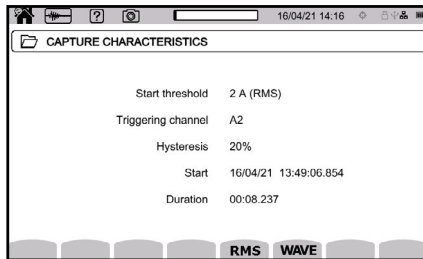 ?
16/04/21 14:16
CAPTURE CHARACTERISTICS
Start threshold 2 A (RMS)
Triggering channel A2
Hysteresis 20%
Start 16/04/21 13:49:06.854
Duration 00:08.237
RMS WAVE